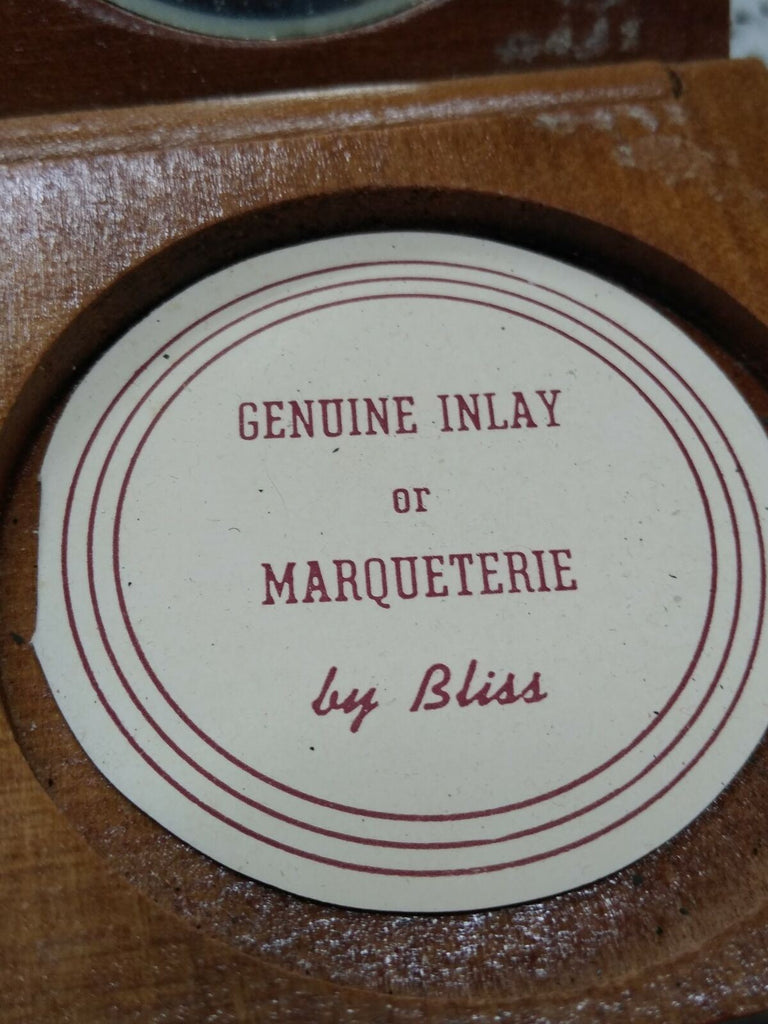 GENUINE INLAY
or
MARQUETERIE
by Bliss